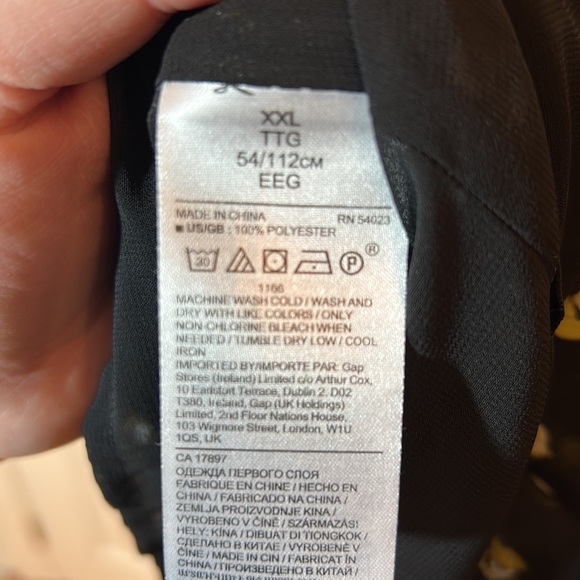 XXL
TTG
54/112CM
EEG
MADE IN CHINA RN 54023
■ US/GB : 100% POLYESTER
30 P ®
1166
MACHINE WASH COLD / WASH AND
DRY WITH LIKE COLORS / ONLY
NON-CHLORINE BLEACH WHEN
NEEDED / TUMBLE DRY LOW / COOL
IRON
IMPORTED BY/IMPORTE PAR: Gap
Stores (Ireland) Limited c/o Arthur Cox,
10 Earlsfort Terrace, Dublin 2, D02
T380, Ireland, Gap (UK Holdings)
Limited, 2nd Floor Nations House,
103 Wigmore Street, London, W1U
1QS, UK
CA 17897
ОДЕЖДА ПЕРВОГО СЛОЯ
FABRIQUE EN CHINE / HECHO EN
CHINA / FABRICADO NA CHINA /
ZEMLJA PROIZVODNJE KINA /
VYROBENO V ČÍNĚ / SZÁRMAZÁSI
HELY: KÍNA / DIBUAT DI TIONGKOK /
СДЕЛАНО В КИТАЕ / VYROBENÉ V
ČÍNE / MADE IN CIN / FABRICAT ÎN
CHINA / ПРОИЗВЕДЕНО В КИТАЙ /